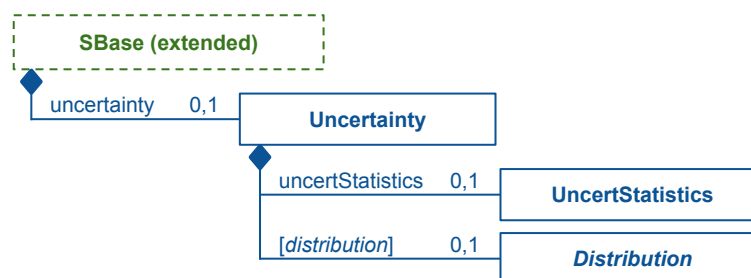 SBase (extended)
uncertainty 0,1
Uncertainty
uncertStatistics 0,1
UncertStatistics
[distribution] 0,1
Distribution